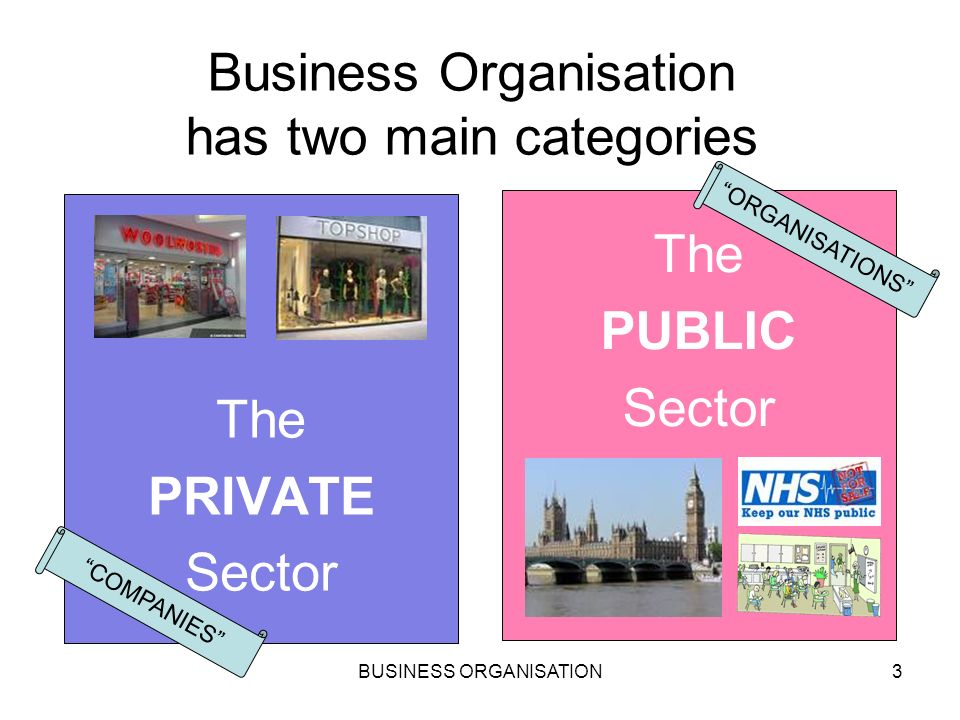 Business Organisation
has two main categories
WOOLWORTHS
TOPSHOP
The
PRIVATE
Sector
“COMPANIES”
“ORGANISATIONS”
The
PUBLIC
Sector
NHS
NOT
FOR
SALE
Keep our NHS public
BUSINESS ORGANISATION
3